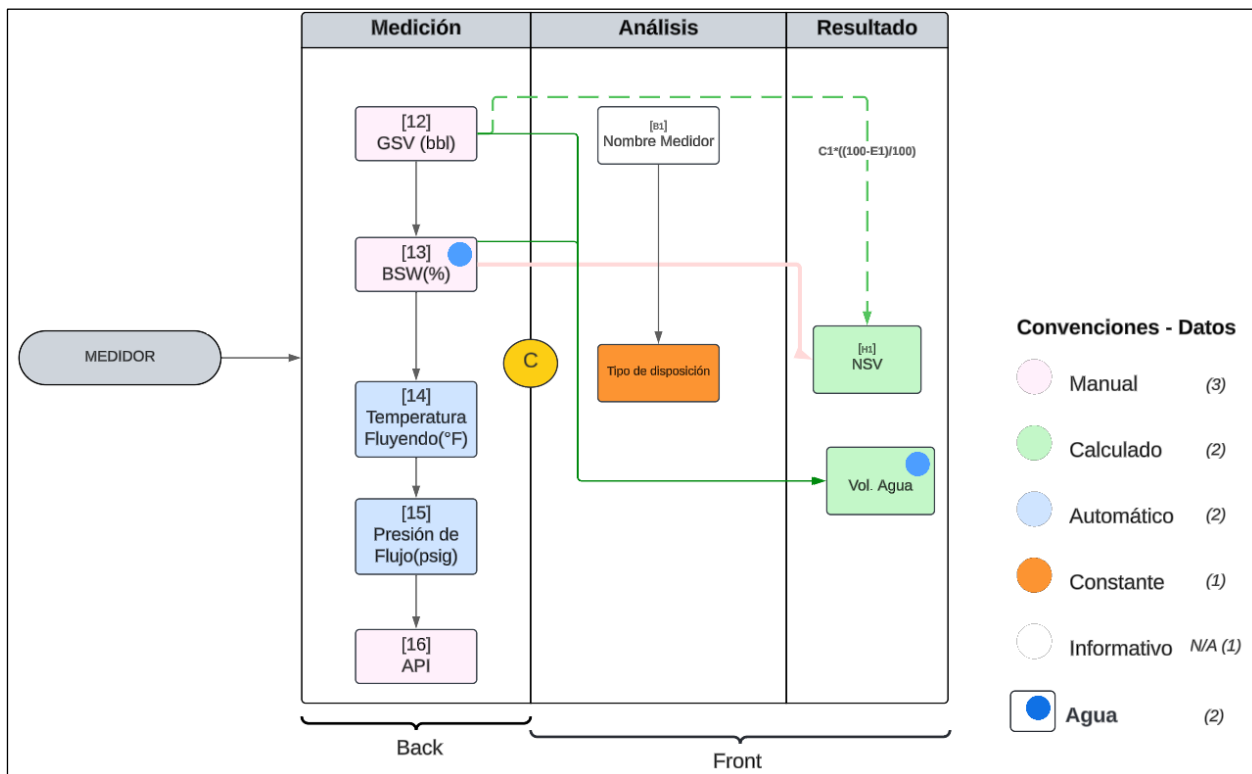 Medición
Análisis
Resultado
[12]
GSV (bbl)
[B1]
Nombre Medidor
C1*((100-E1)/100)
[13]
BSW(%)
MEDIDOR
C
Tipo de disposición
[H1]
NSV
[14]
Temperatura
Fluyendo(°F)
Vol. Agua
[15]
Presión de
Flujo(psig)
[16]
API
Back
Front
Convenciones - Datos
Manual (3)
Calculado (2)
Automático (2)
Constante (1)
Informativo N/A (1)
Agua (2)